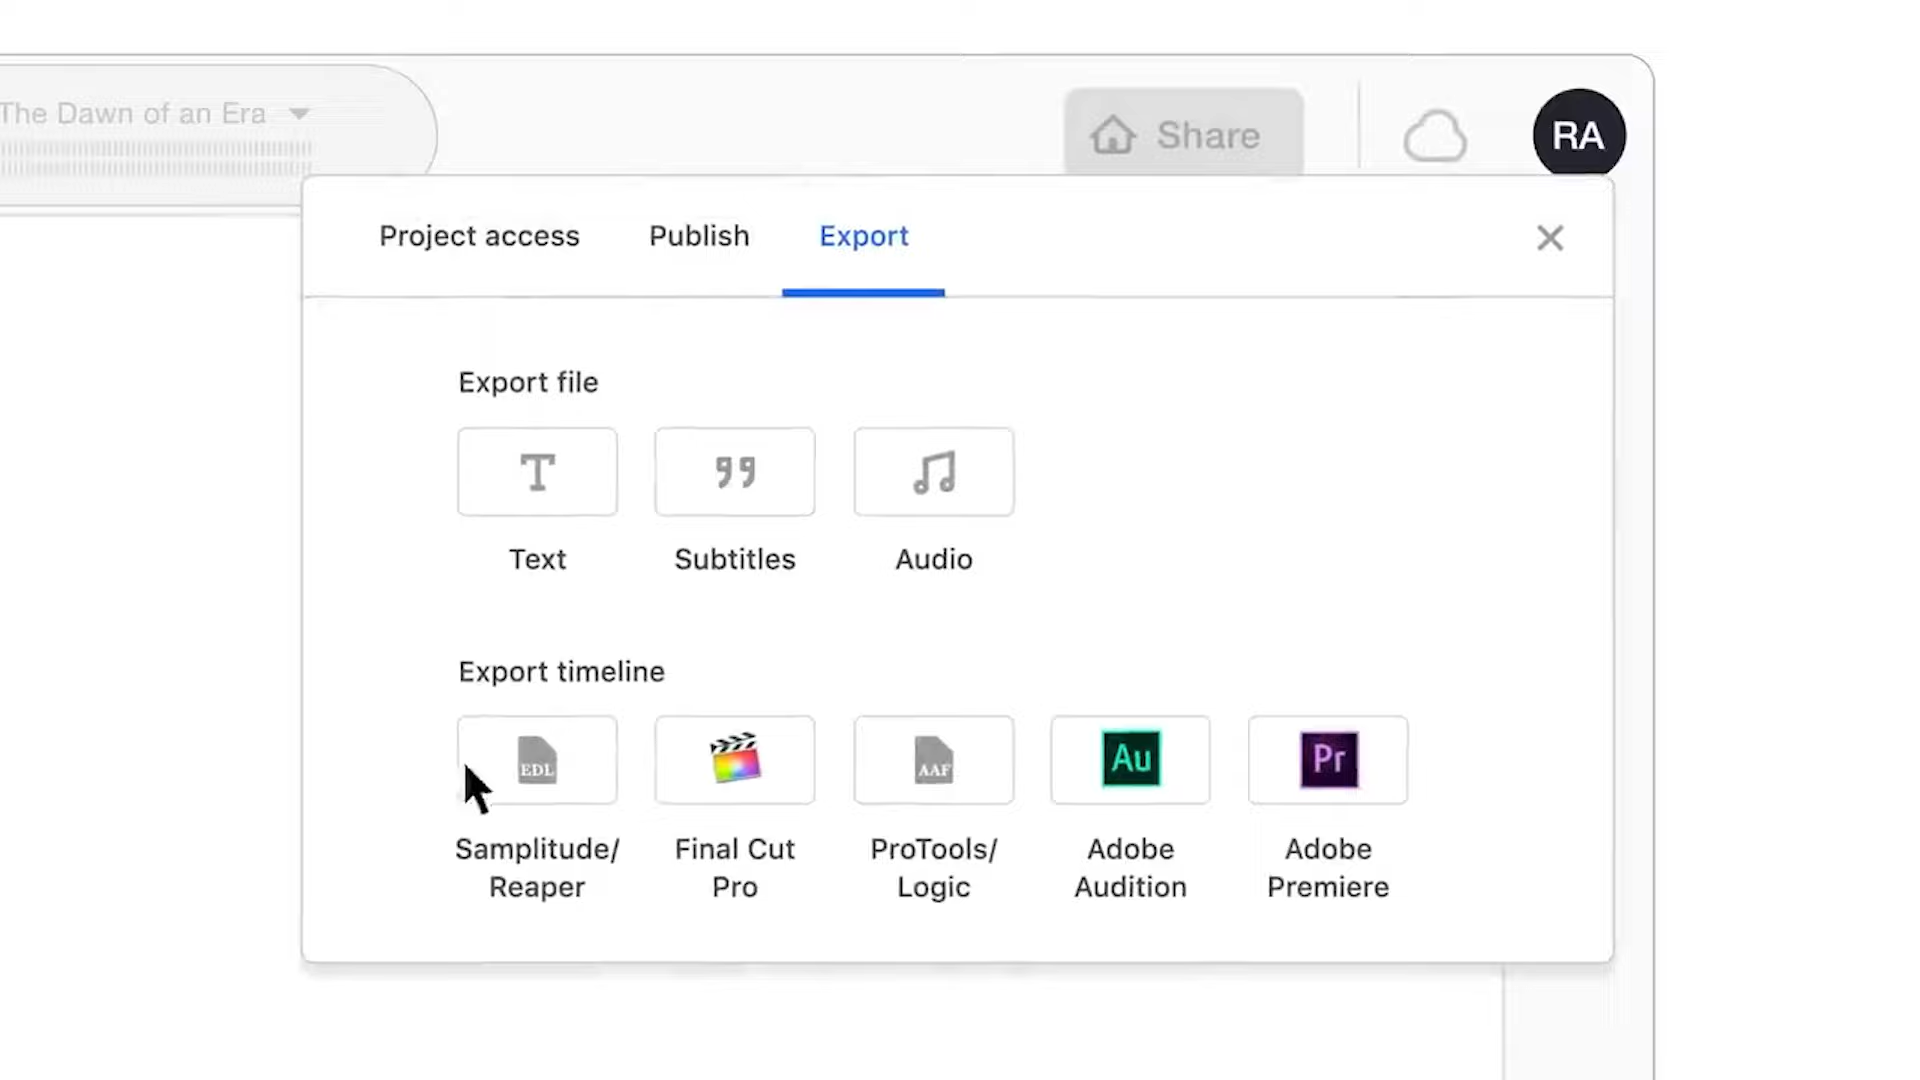 The Dawn of an Era
Share
RA
Project access Publish Export
Export file
Text Subtitles Audio
Export timeline
EDL AAF Au Pr
Samplitude/ Final Cut ProTools/ Adobe Adobe
Reaper Pro Logic Audition Premiere